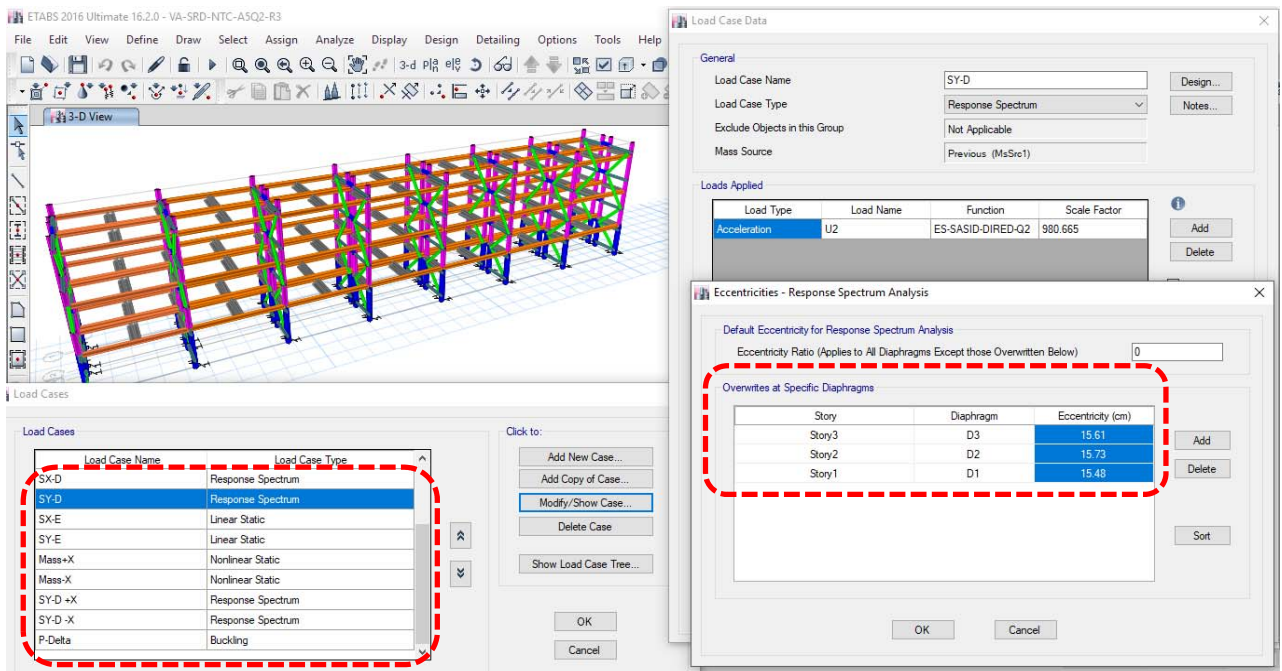 ETABS 2016 Ultimate 16.2.0 - VA-SRD-NTC-A5Q2-R3
File Edit View Define Draw Select Assign Analyze Display Design Detailing Options Tools Help
3-d
3-D View
Load Case Data
General
Load Case Name SY-D Design...
Load Case Type Response Spectrum Notes...
Exclude Objects in this Group Not Applicable
Mass Source Previous (MsSrc1)
Loads Applied
Load Type Load Name Function Scale Factor
Acceleration U2 ES-SASID-DIRED-Q2 980.665 Add
Delete
Eccentricities - Response Spectrum Analysis
Default Eccentricity for Response Spectrum Analysis
Eccentricity Ratio (Applies to All Diaphragms Except those Overwritten Below) 0
Overwrites at Specific Diaphragms
Story Diaphragm Eccentricity (cm)
Story3 D3 15.61 Add
Story2 D2 15.73
Story1 D1 15.48 Delete
Sort
OK Cancel
Load Cases
Load Cases Click to:
Load Case Name Load Case Type Add New Case...
SX-D Response Spectrum Add Copy of Case...
SY-D Response Spectrum Modify/Show Case...
SX-E Linear Static Delete Case
SY-E Linear Static
Mass+X Nonlinear Static Show Load Case Tree...
Mass-X Nonlinear Static
SY-D +X Response Spectrum
SY-D -X Response Spectrum OK
P-Delta Buckling Cancel